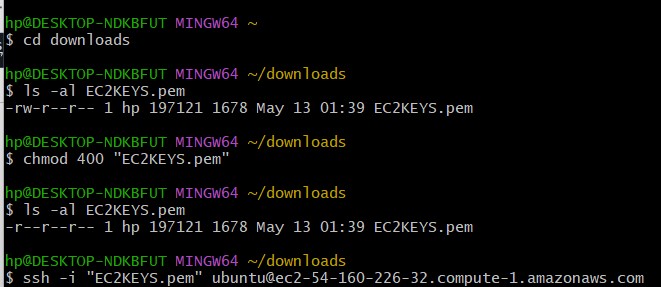 hp@DESKTOP-NDKBFUT MINGW64 ~
$ cd downloads
hp@DESKTOP-NDKBFUT MINGW64 ~/downloads
$ ls -al EC2KEYS.pem
-rw-r--r-- 1 hp 197121 1678 May 13 01:39 EC2KEYS.pem
hp@DESKTOP-NDKBFUT MINGW64 ~/downloads
$ chmod 400 "EC2KEYS.pem"
hp@DESKTOP-NDKBFUT MINGW64 ~/downloads
$ ls -al EC2KEYS.pem
-r--r--r-- 1 hp 197121 1678 May 13 01:39 EC2KEYS.pem
hp@DESKTOP-NDKBFUT MINGW64 ~/downloads
$ ssh -i "EC2KEYS.pem" ubuntu@ec2-54-160-226-32.compute-1.amazonaws.com